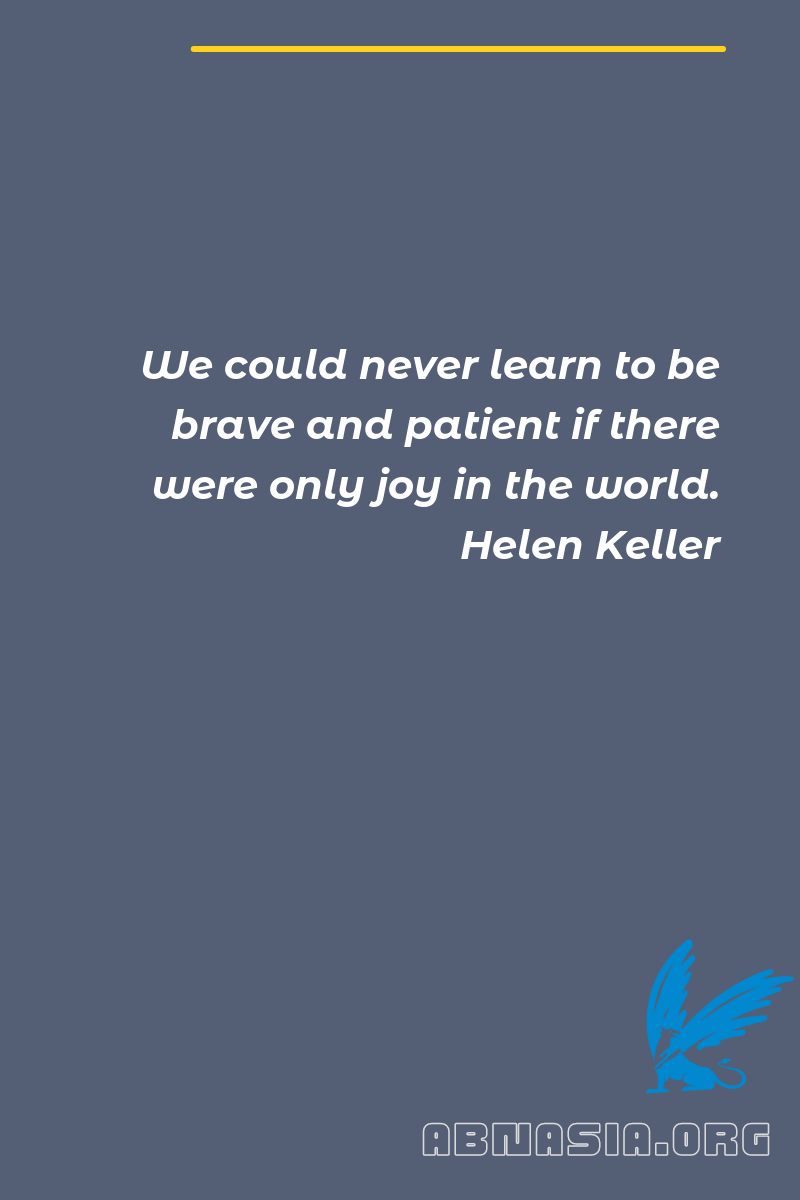 We could never learn to be
brave and patient if there
were only joy in the world.
Helen Keller
ABNASIA.ORG